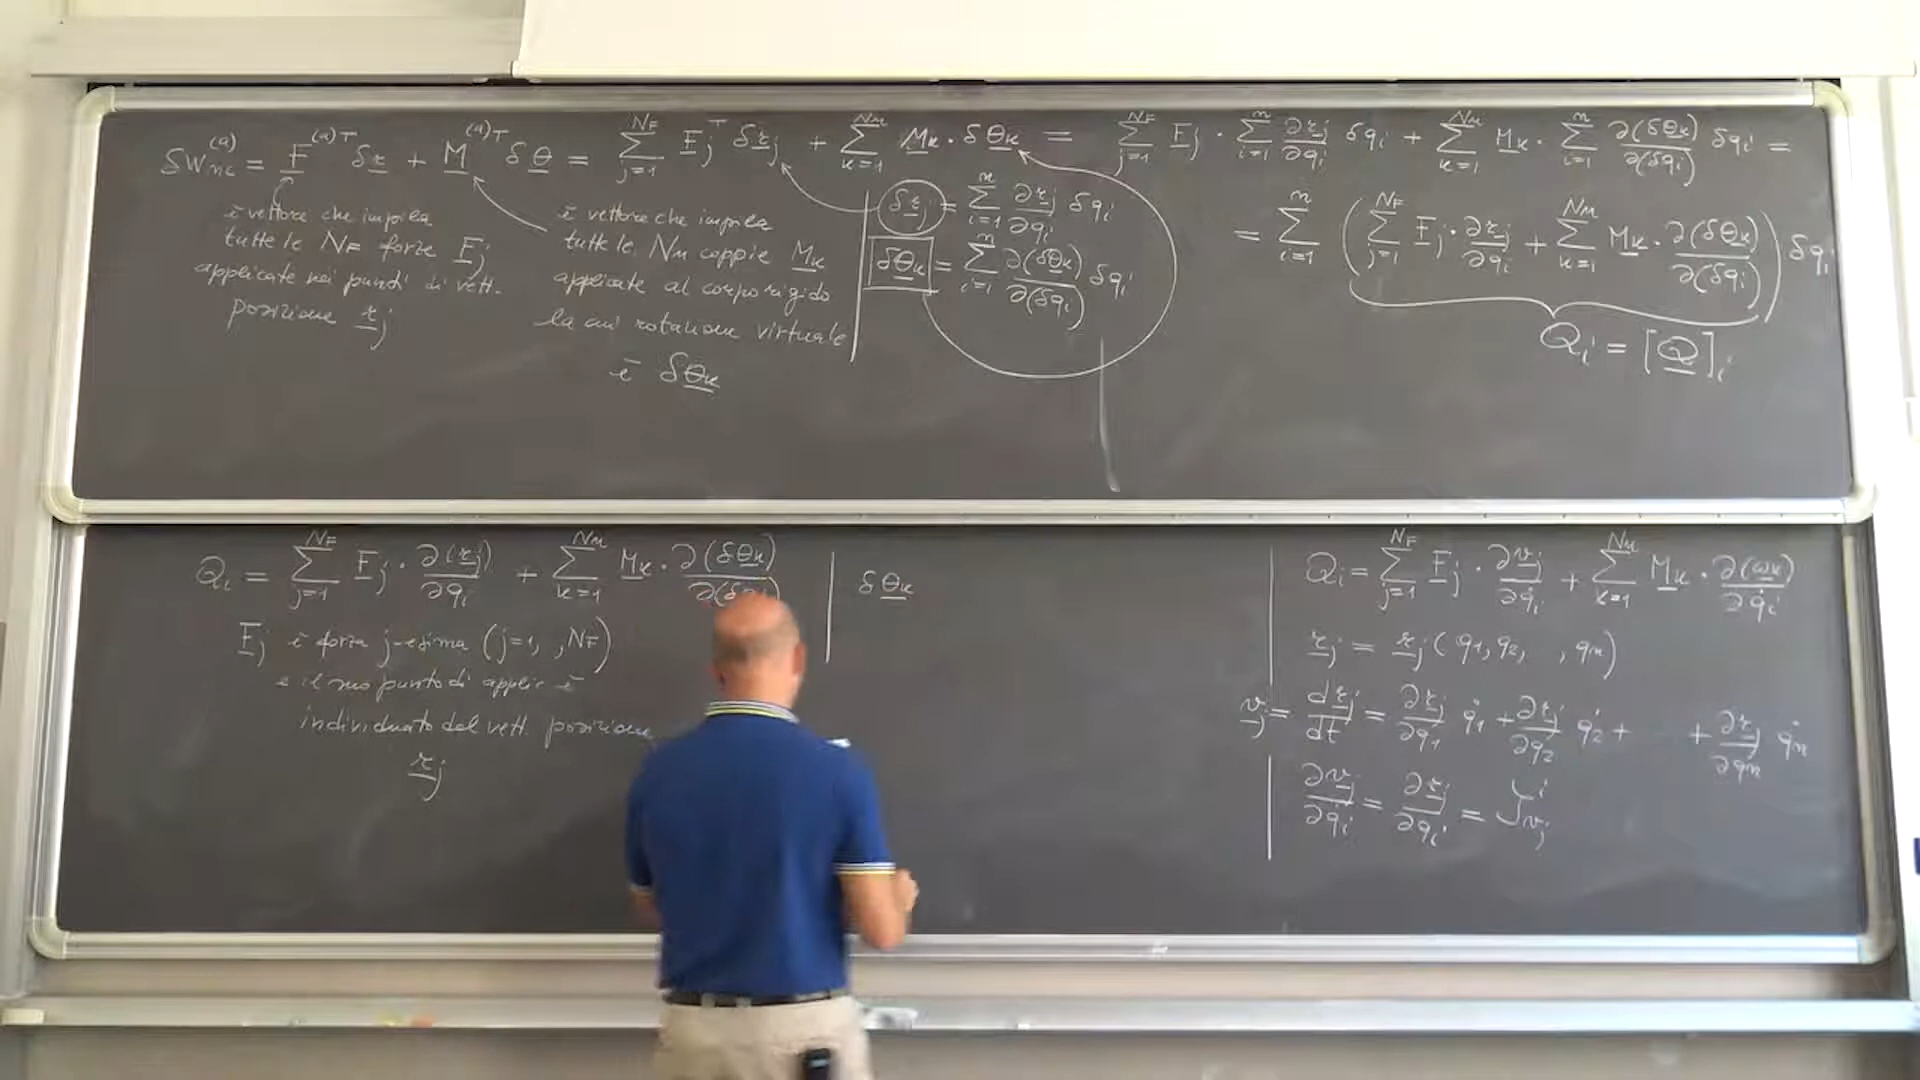 δW_nc^(a) = F^(a)T δr + M^(a)T δθ = Σ_{j=1}^{N_F} F_j^T δr_j + Σ_{k=1}^{N_M} M_k · δθ_k = Σ_{j=1}^{N_F} F_j · Σ_{i=1}^{n} ∂r_j/∂q_i δq_i + Σ_{k=1}^{N_M} M_k · Σ_{i=1}^{n} ∂(δθ_k)/∂(δq_i) δq_i =
è vettore che impila
tutte le N_F forze F_j
applicate nei punti di vett.
posizione r_j
è vettore che impila
tutte le N_M coppie M_k
applicate al corpo rigido
la cui rotazione virtuale
è δθ_k
δr_j = Σ_{i=1}^{n} ∂r_j/∂q_i δq_i
δθ_k = Σ_{i=1}^{n} ∂(δθ_k)/∂(δq_i) δq_i
= Σ_{i=1}^{n} ( Σ_{j=1}^{N_F} F_j · ∂r_j/∂q_i + Σ_{k=1}^{N_M} M_k · ∂(δθ_k)/∂(δq_i) ) δq_i
Q_i = [Q]_i
Q_i = Σ_{j=1}^{N_F} F_j · ∂(r_j)/∂q_i + Σ_{k=1}^{N_M} M_k · ∂(δθ_k)/∂(δq_i)
F_j è forza j-esima (j=1, , N_F)
e il suo punto di applic è
individuato dal vett. posizione
r_j
δθ_k
Q_i = Σ_{j=1}^{N_F} F_j · ∂v_j/∂q̇_i + Σ_{k=1}^{N_M} M_k · ∂(ω_k)/∂q̇_i
r_j = r_j(q_1, q_2, , q_n)
v_j = dr_j/dt = ∂r_j/∂q_1 q̇_1 + ∂r_j/∂q_2 q̇_2 + + ∂r_j/∂q_n q̇_n
∂v_j/∂q̇_i = ∂r_j/∂q_i = J_{v_j}^i